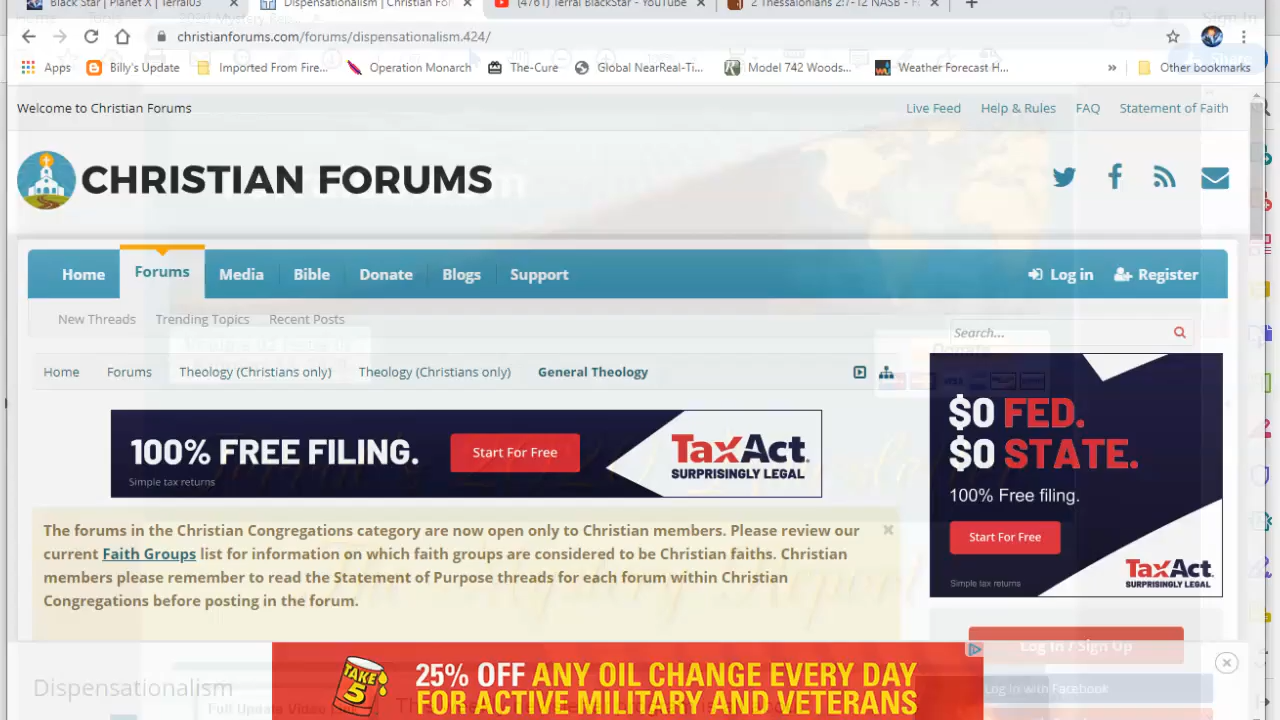 Black Star | Planet X | Terral03
Dispensationalism | Christian For
(4761) Terral BlackStar - YouTube
2 Thessalonians 2:7-12 NASB - F
christianforums.com/forums/dispensationalism.424/
Apps
Billy's Update
Imported From Fire...
Operation Monarch
The-Cure
Global NearReal-Ti...
Model 742 Woods...
Weather Forecast H...
»
Other bookmarks
Welcome to Christian Forums
Live Feed
Help & Rules
FAQ
Statement of Faith
CHRISTIAN FORUMS
Home
Forums
Media
Bible
Donate
Blogs
Support
Log in
Register
New Threads
Trending Topics
Recent Posts
Search...
Home
Forums
Theology (Christians only)
Theology (Christians only)
General Theology
100% FREE FILING.
Simple tax returns
Start For Free
TaxAct.
SURPRISINGLY LEGAL
$0 FED.
$0 STATE.
100% Free filing.
Start For Free
Simple tax returns
TaxAct.
SURPRISINGLY LEGAL
The forums in the Christian Congregations category are now open only to Christian members. Please review our
current Faith Groups list for information on which faith groups are considered to be Christian faiths. Christian
members please remember to read the Statement of Purpose threads for each forum within Christian
Congregations before posting in the forum.
Log In / Sign Up
Log in with Facebook
Dispensationalism
TAKE 5
25% OFF ANY OIL CHANGE EVERY DAY
FOR ACTIVE MILITARY AND VETERANS